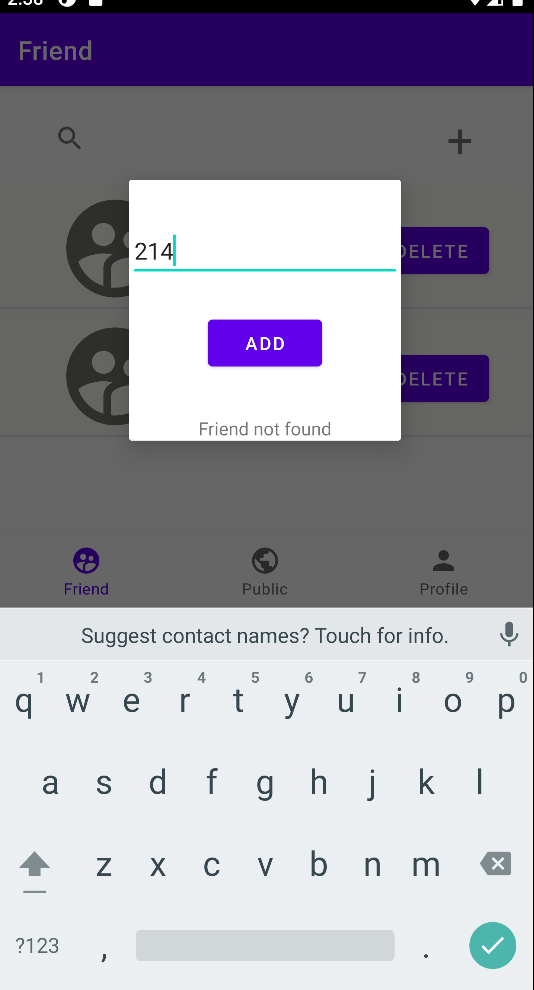 2:58
Friend
214
DELETE
ADD
DELETE
Friend not found
Friend Public Profile
Suggest contact names? Touch for info.
1 2 3 4 5 6 7 8 9 0
q w e r t y u i o p
a s d f g h j k l
z x c v b n m
?123 , .